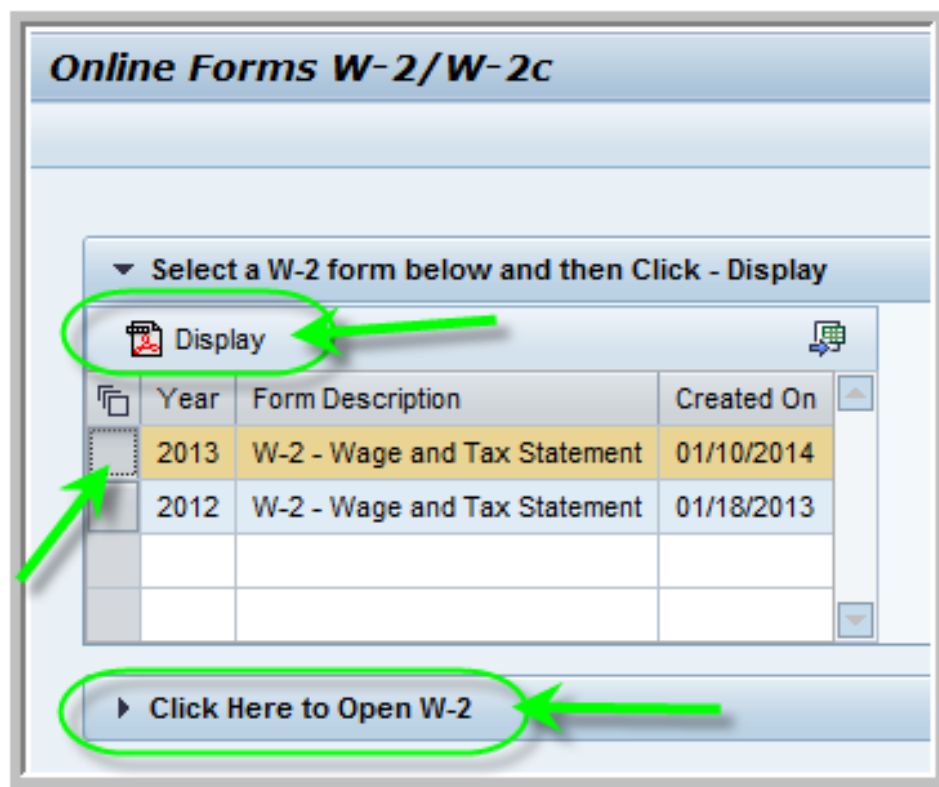 Online Forms W-2/W-2c
Select a W-2 form below and then Click - Display
Display
Year Form Description Created On
2013 W-2 - Wage and Tax Statement 01/10/2014
2012 W-2 - Wage and Tax Statement 01/18/2013
Click Here to Open W-2